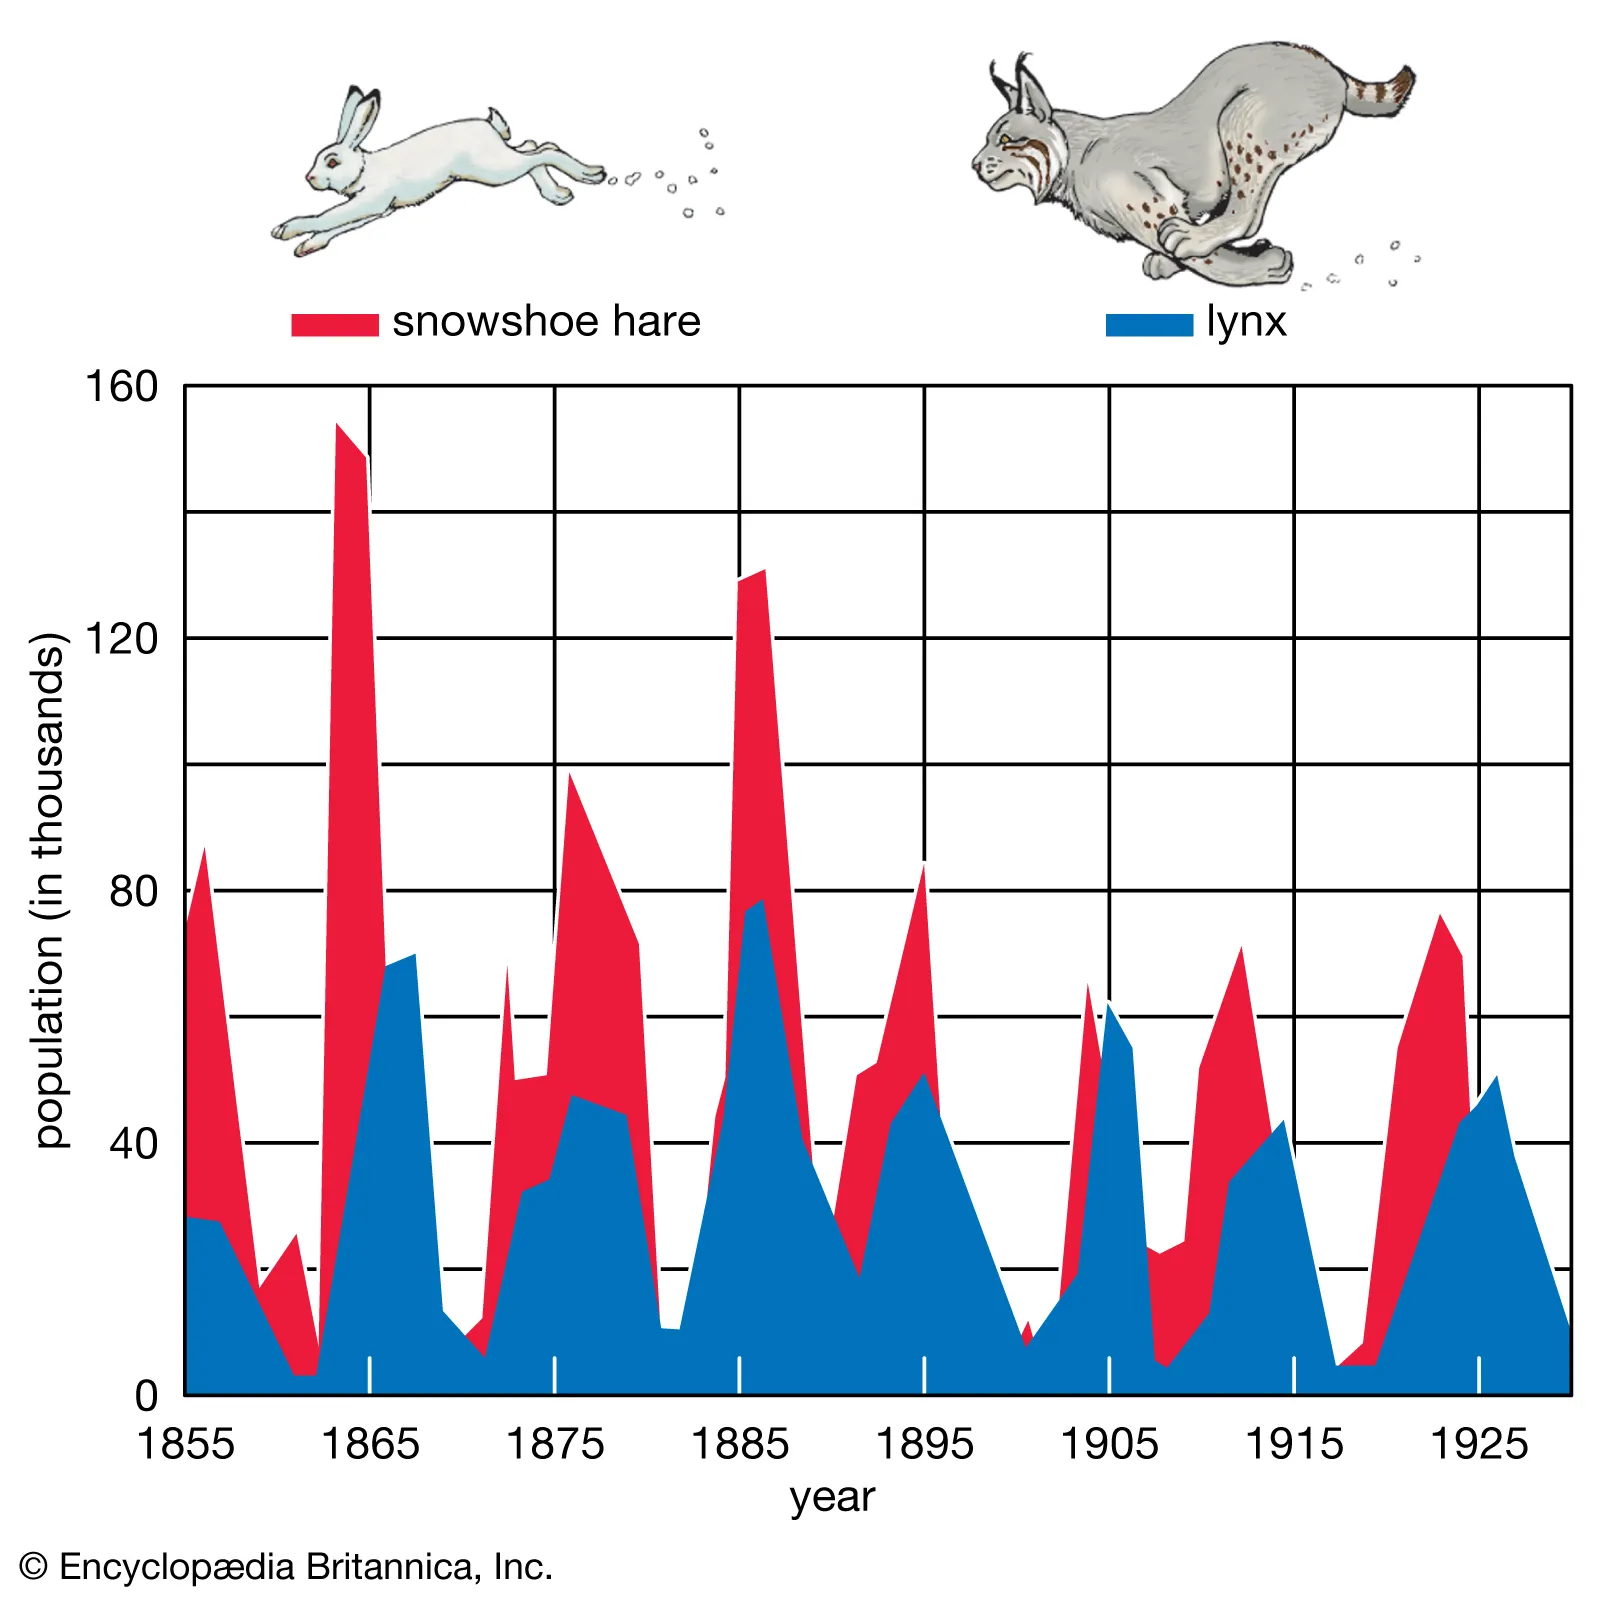 snowshoe hare
lynx
160
120
80
40
0
population (in thousands)
1855 1865 1875 1885 1895 1905 1915 1925
year
© Encyclopædia Britannica, Inc.